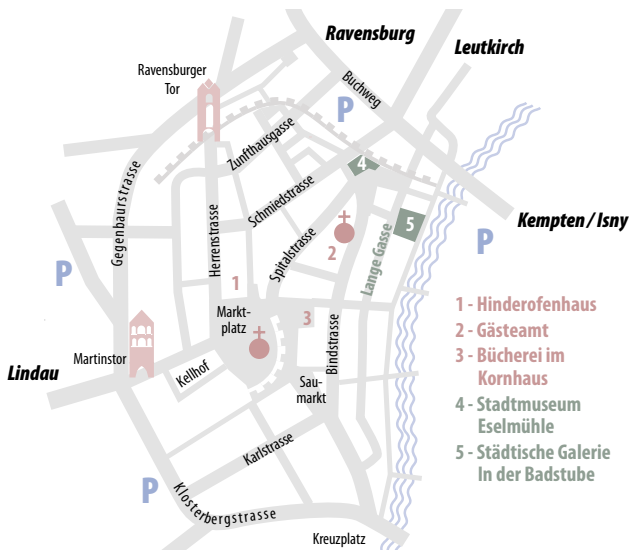 Ravensburg
Leutkirch
Ravensburger
Tor
Buchweg
P
P
Zunfthausgasse
4
Gegenbaurstrasse
Schmiedstrasse
Herrenstrasse
Spitalstrasse
Lange Gasse
5
Kempten / Isny
P
P
2
1
Markt-
platz
3
Bindstrasse
Martinstor
Lindau
Kellhof
Sau-
markt
Karlstrasse
P
Klosterbergstrasse
Kreuzplatz
1 - Hinderofenhaus
2 - Gästeamt
3 - Bücherei im
Kornhaus
4 - Stadtmuseum
Eselmühle
5 - Städtische Galerie
In der Badstube